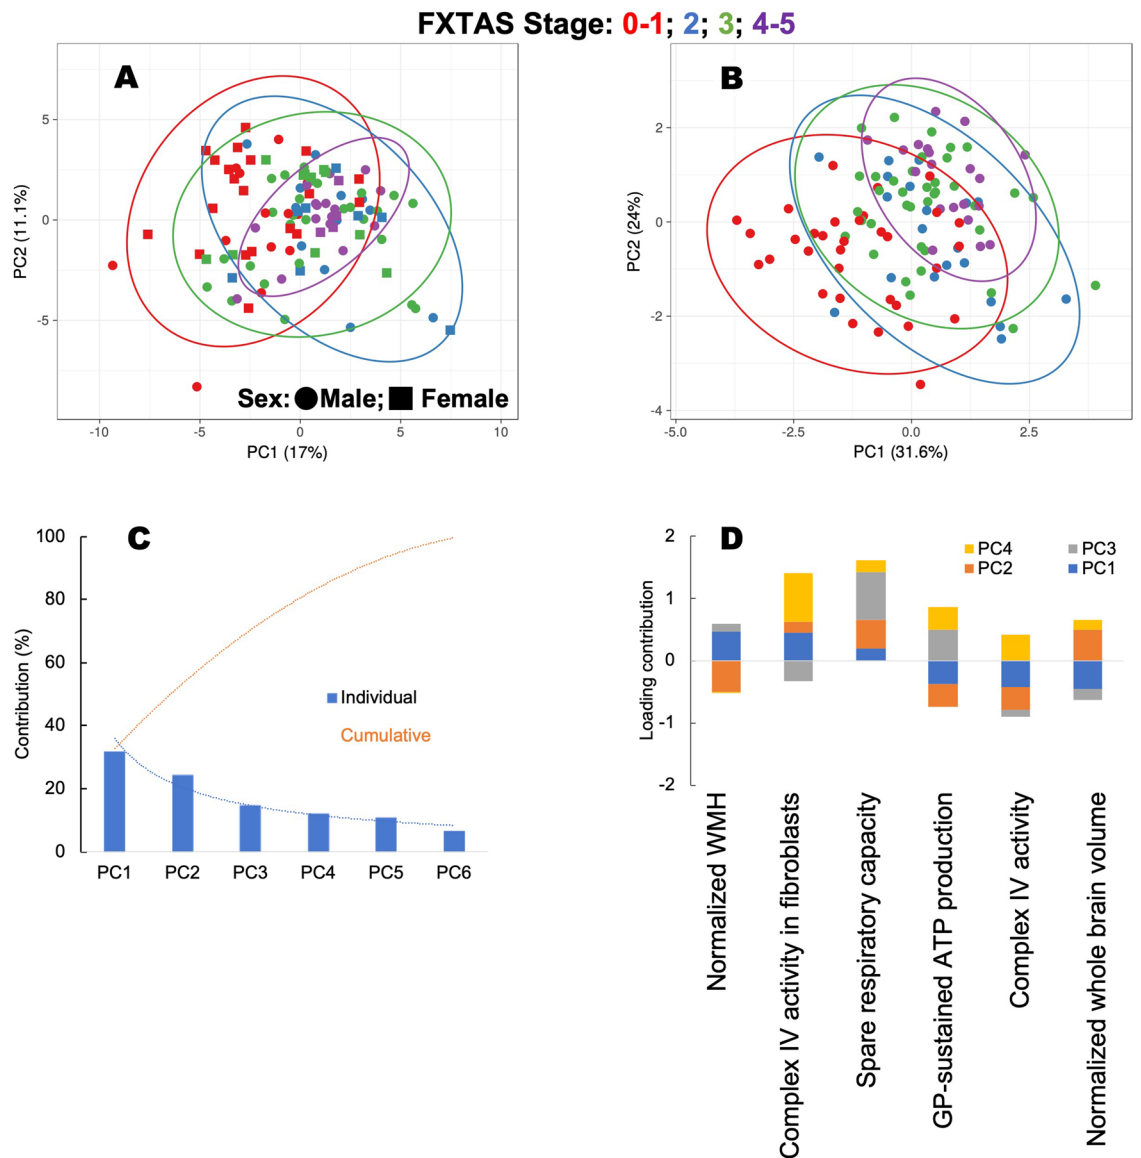 FXTAS Stage: 0-1; 2; 3; 4-5
A
5
0
-5
PC2 (11.1%)
-10
-5
0
5
10
PC1 (17%)
Sex: Male; Female
B
2
0
-2
-4
PC2 (24%)
-5.0
-2.5
0.0
2.5
PC1 (31.6%)
C
100
80
60
40
20
0
Contribution (%)
Individual
Cumulative
PC1
PC2
PC3
PC4
PC5
PC6
D
2
1
0
-1
-2
Loading contribution
PC4
PC3
PC2
PC1
Normalized WMH
Complex IV activity in fibroblasts
Spare respiratory capacity
GP-sustained ATP production
Complex IV activity
Normalized whole brain volume